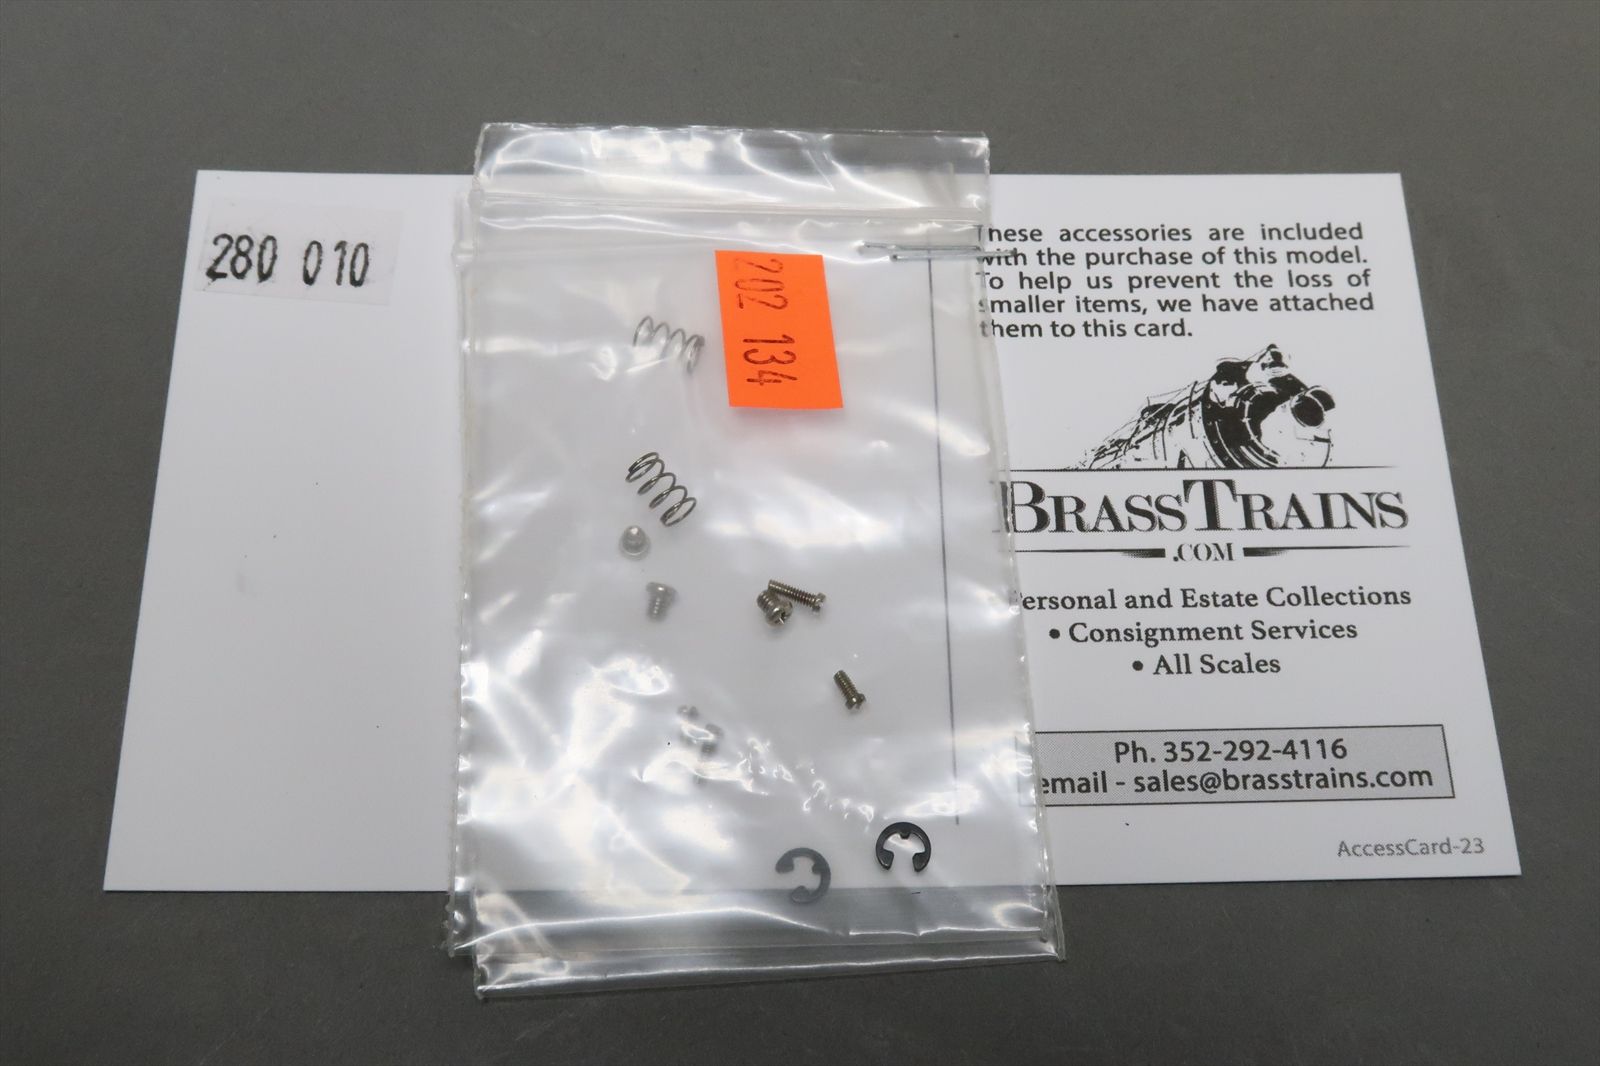 280 010
202 134
These accessories are included
with the purchase of this model.
To help us prevent the loss of
smaller items, we have attached
them to this card.
BRASSTRAINS
.COM
Personal and Estate Collections
• Consignment Services
• All Scales
Ph. 352-292-4116
email - sales@brasstrains.com
AccessCard-23